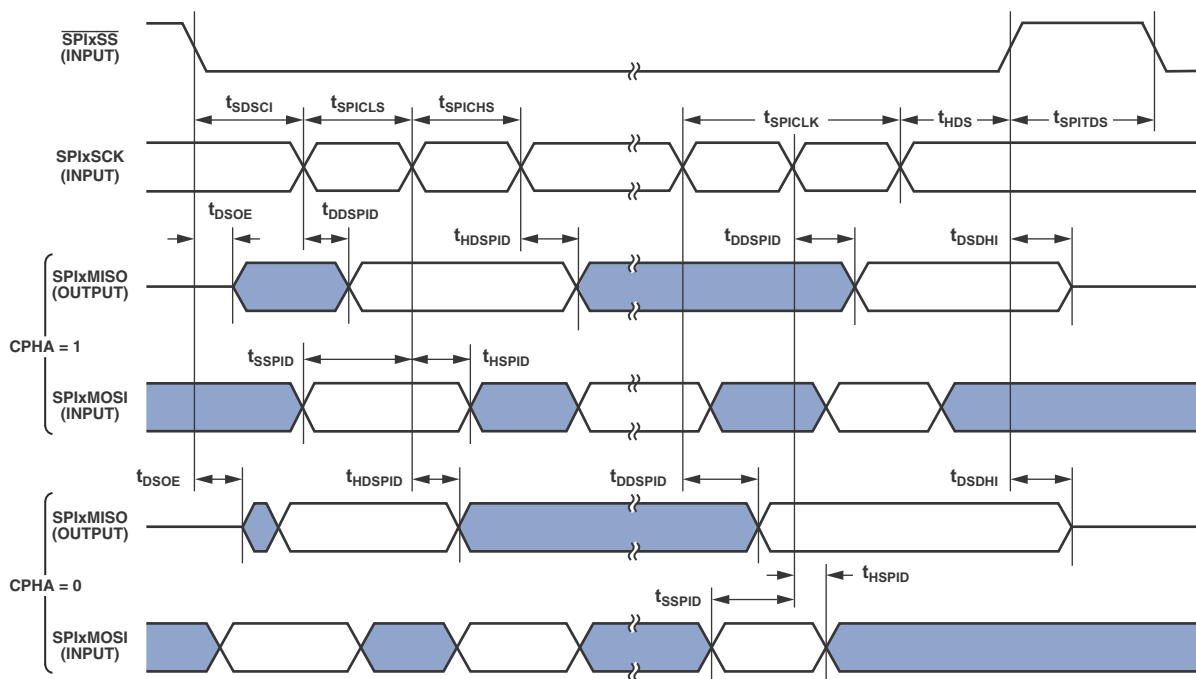 SPIxSS
(INPUT)
tSDSCI tSPICLS tSPICHS tSPICLK tHDS tSPITDS
SPIxSCK
(INPUT)
tDSOE tDDSPID tHDSPID tDDSPID tDSDHI
SPIxMISO
(OUTPUT)
CPHA = 1
tSSPID tHSPID
SPIxMOSI
(INPUT)
tDSOE tHDSPID tDDSPID tDSDHI
SPIxMISO
(OUTPUT)
CPHA = 0
tHSPID
tSSPID
SPIxMOSI
(INPUT)